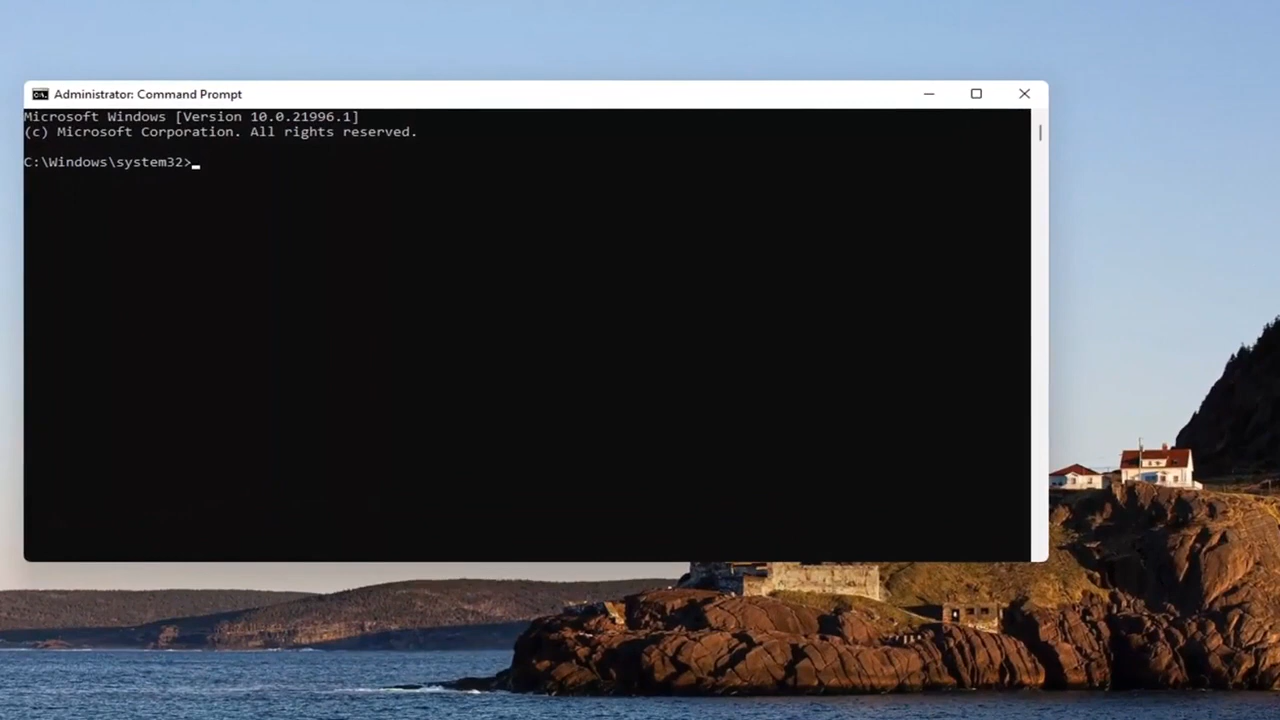 Administrator: Command Prompt
Microsoft Windows [Version 10.0.21996.1]
(c) Microsoft Corporation. All rights reserved.
C:\Windows\system32>